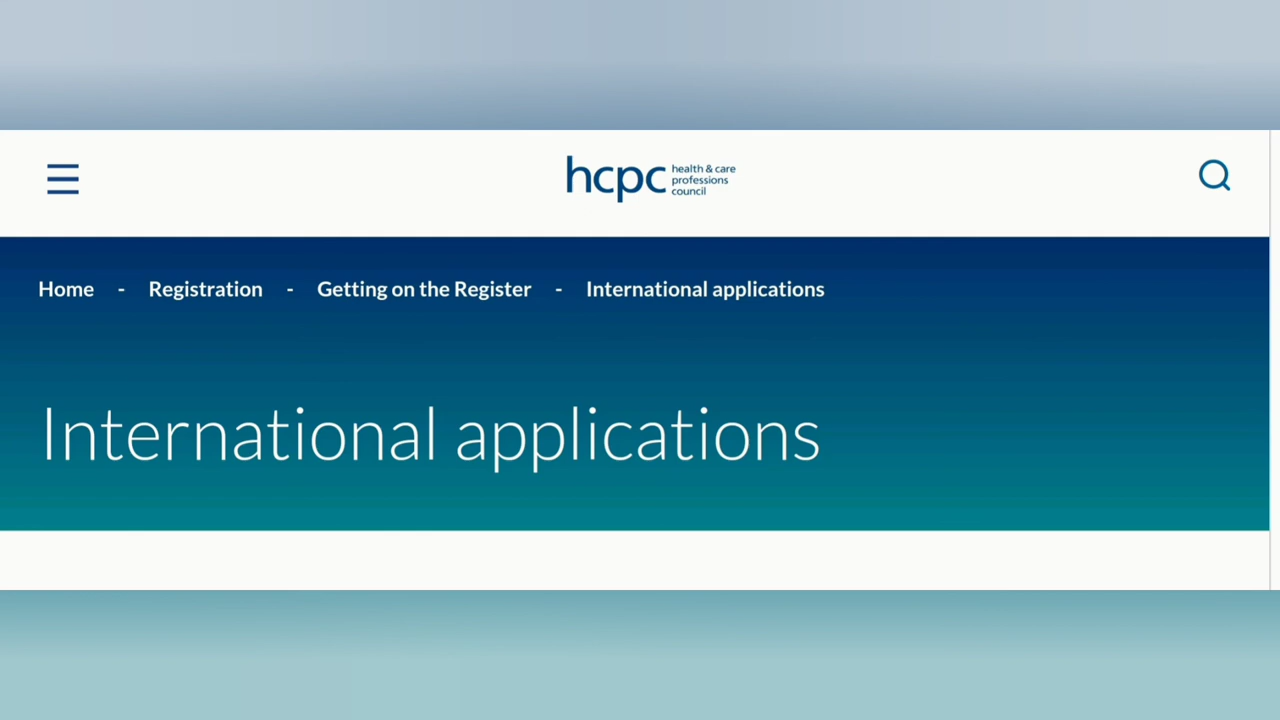 hcpc health & care
professions
council
Home - Registration - Getting on the Register - International applications
International applications